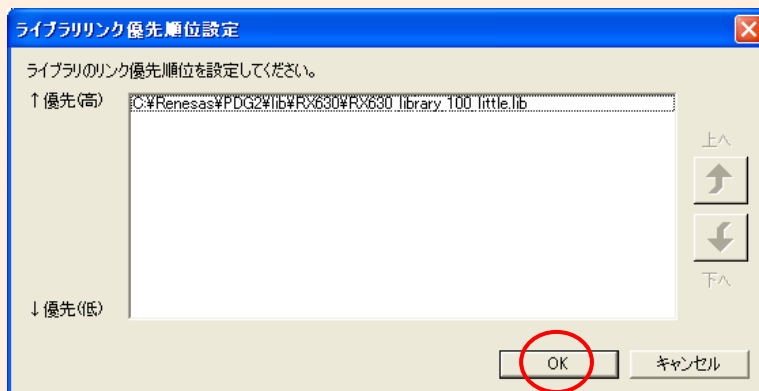 ライブラリリンク優先順位設定
ライブラリのリンク優先順位を設定してください。
↑優先(高)
C:¥Renesas¥PDG2¥lib¥RX630¥RX630_library_100_little.lib
上へ
下へ
↓優先(低)
OK
キャンセル